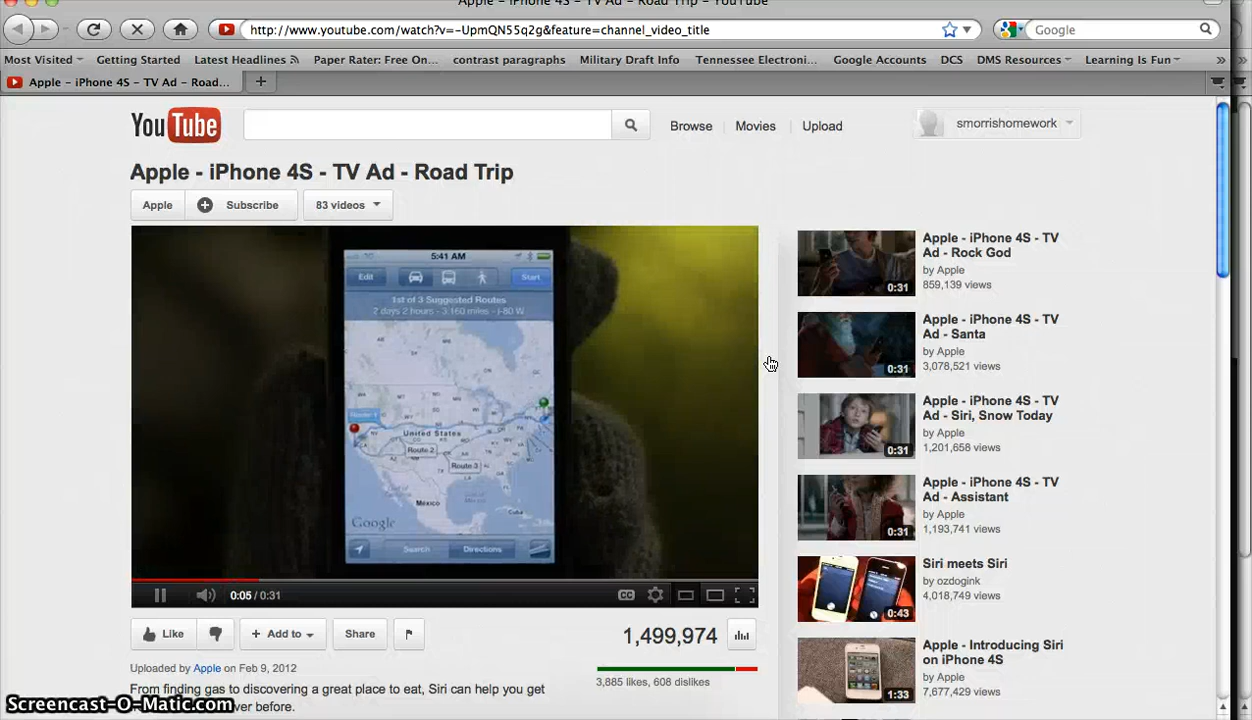 Apple - iPhone 4S - TV Ad - Road Trip - YouTube
http://www.youtube.com/watch?v=-UpmQN55q2g&feature=channel_video_title
Google
Most Visited Getting Started Latest Headlines Paper Rater: Free On... contrast paragraphs Military Draft Info Tennessee Electroni... Google Accounts DCS DMS Resources Learning Is Fun »
Apple - iPhone 4S - TV Ad - Road... +
YouTube
Browse Movies Upload
smorrishomework
Apple - iPhone 4S - TV Ad - Road Trip
Apple
Subscribe
83 videos
5:41 AM
Edit Start
1st of 3 Suggested Routes
7 days 2 hours - 3,160 miles - I-80 W
Route 1
United States
Route 2
Route 3
Mexico
Gulf of Mexico
Cuba
Google
Search Directions
0:05 / 0:31
CC
Like
+ Add to
Share
1,499,974
Uploaded by Apple on Feb 9, 2012
3,885 likes, 608 dislikes
From finding gas to discovering a great place to eat, Siri can help you get
ver before.
Apple - iPhone 4S - TV
Ad - Rock God
by Apple
859,139 views
0:31
Apple - iPhone 4S - TV
Ad - Santa
by Apple
3,078,521 views
0:31
Apple - iPhone 4S - TV
Ad - Siri, Snow Today
by Apple
1,201,658 views
0:31
Apple - iPhone 4S - TV
Ad - Assistant
by Apple
1,193,741 views
0:31
Siri meets Siri
by ozdogink
4,018,749 views
0:43
Apple - Introducing Siri
on iPhone 4S
by Apple
7,677,429 views
1:33
Screencast-O-Matic.com